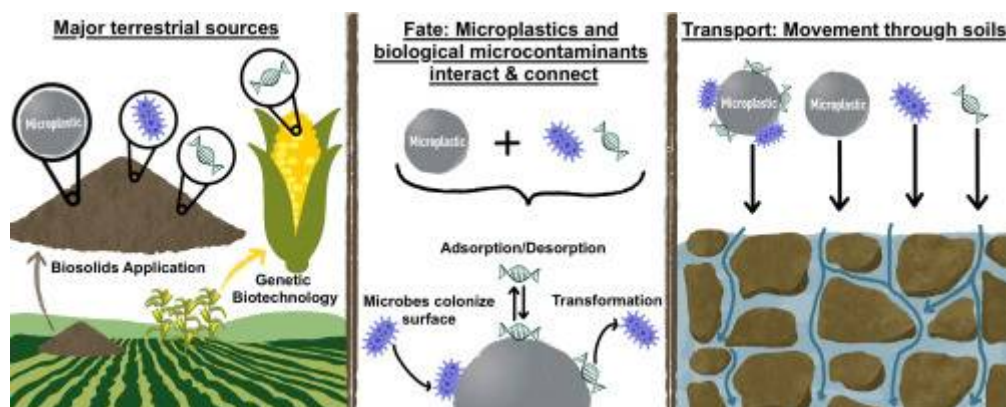 Major terrestrial sources
Microplastic
Biosolids Application
Genetic
Biotechnology
Fate: Microplastics and
biological microcontaminants
interact & connect
Microplastic
+
Adsorption/Desorption
Microbes colonize
surface
Transformation
Transport: Movement through soils
Microplastic
Microplastic